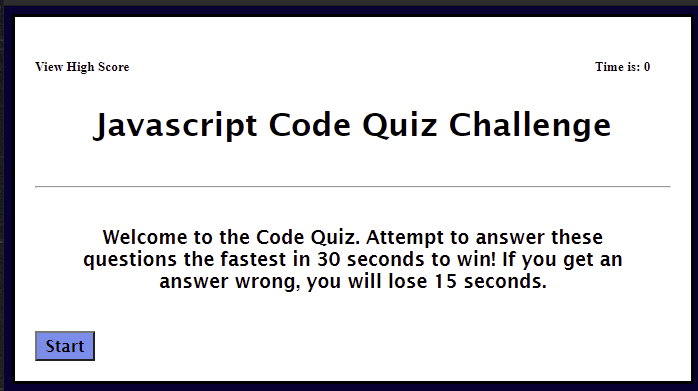 View High Score
Time is: 0
Javascript Code Quiz Challenge
Welcome to the Code Quiz. Attempt to answer these
questions the fastest in 30 seconds to win! If you get an
answer wrong, you will lose 15 seconds.
Start